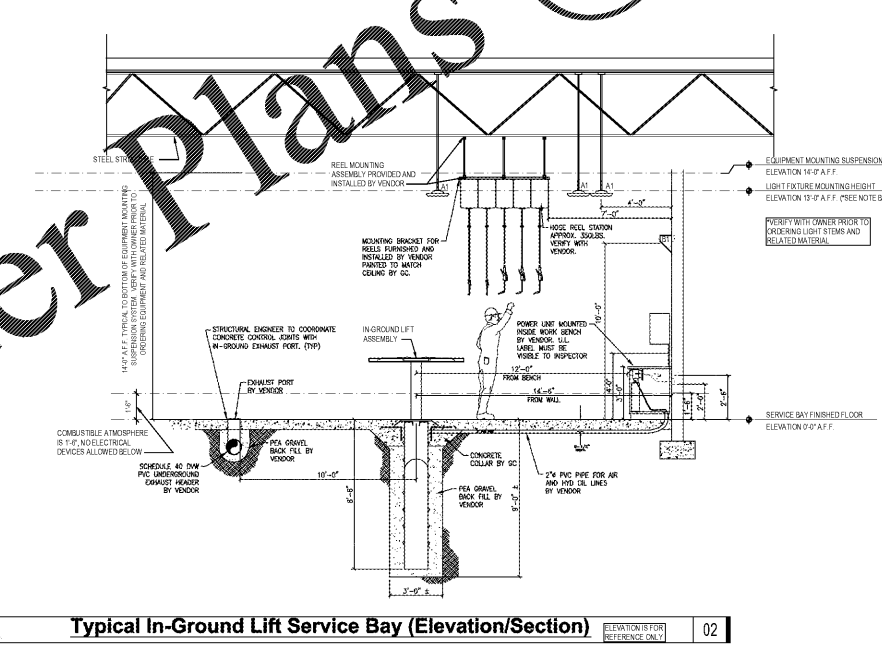 er Plans
STEEL STR
REEL MOUNTING
ASSEMBLY PROVIDED AND
INSTALLED BY VENDOR
EQUIPMENT MOUNTING SUSPENSION
ELEVATION 14'-0" A.F.F.
LIGHT FIXTURE MOUNTING HEIGHT
ELEVATION 13'-0" A.F.F. (*SEE NOTE B
*VERIFY WITH OWNER PRIOR TO
ORDERING LIGHT STEMS AND
RELATED MATERIAL
A1
A1
A1
4'-0"
7'-0"
HOSE REEL STATION
APPROX. 350LBS.
VERIFY WITH
VENDOR.
MOUNTING BRACKET FOR
REELS FURNISHED AND
INSTALLED BY VENDOR
PAINTED TO MATCH
CEILING BY GC.
B1
10'-0"
14'-0" A.F.F. TYPICAL TO BOTTOM OF EQUIPMENT MOUNTING
SUSPENSION SYSTEM. VERIFY WITH OWNER PRIOR TO
ORDERING EQUIPMENT AND RELATED MATERIAL
STRUCTURAL ENGINEER TO COORDINATE
CONCRETE CONTROL JOINTS WITH
IN-GROUND EXHAUST PORT. (TYP)
IN-GROUND LIFT
ASSEMBLY
POWER UNIT MOUNTED
INSIDE WORK BENCH
BY VENDOR. U.L.
LABEL MUST BE
VISIBLE TO INSPECTOR
12'-0"
FROM BENCH
14'-6"
FROM WALL
4'-0"
3'-0"
1'-6"
2'-0"
2'-6"
EXHAUST PORT
BY VENDOR
1'-6"
SERVICE BAY FINISHED FLOOR
ELEVATION 0'-0" A.F.F.
COMBUSTIBLE ATMOSPHERE
IS 1'-6", NO ELECTRICAL
DEVICES ALLOWED BELOW
PEA GRAVEL
BACK FILL BY
VENDOR
SCHEDULE 40 DWV
PVC UNDERGROUND
EXHAUST HEADER
BY VENDOR
10'-0"
CONCRETE
COLLAR BY GC
PEA GRAVEL
BACK FILL BY
VENDOR
2"ø PVC PIPE FOR AIR
AND HYD OIL LINES
BY VENDOR
8'-6"
9'-0" ±
3'-0" ±
Typical In-Ground Lift Service Bay (Elevation/Section)
ELEVATION IS FOR
REFERENCE ONLY
02